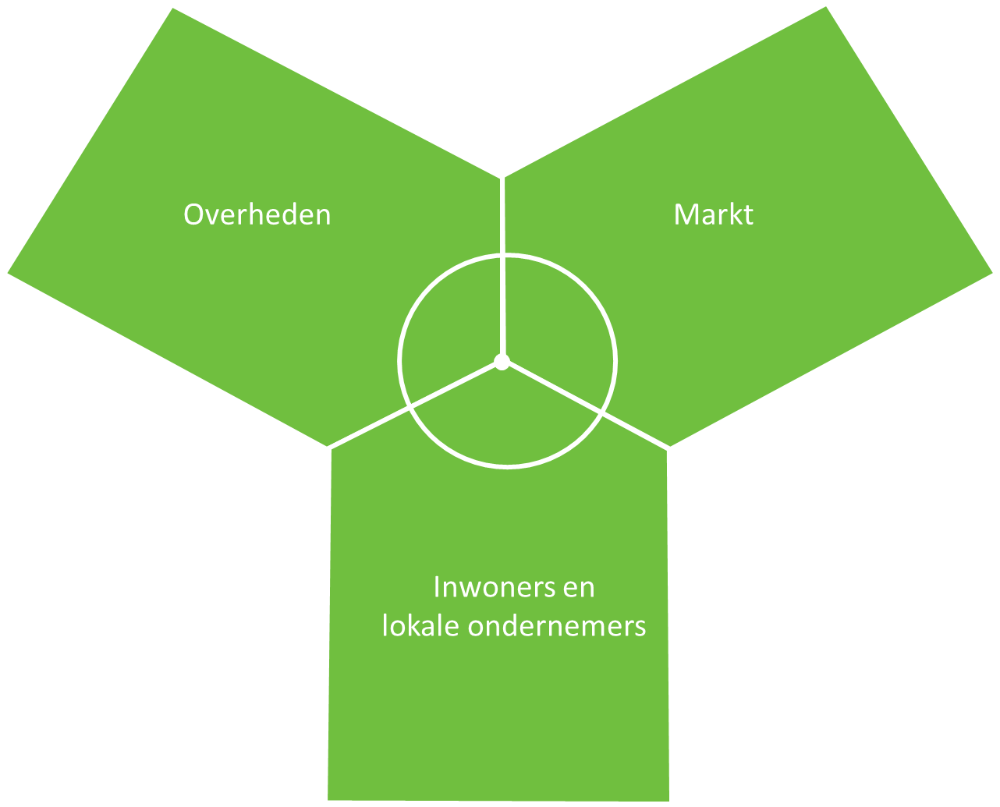 Overheden
Markt
Inwoners en
lokale ondernemers